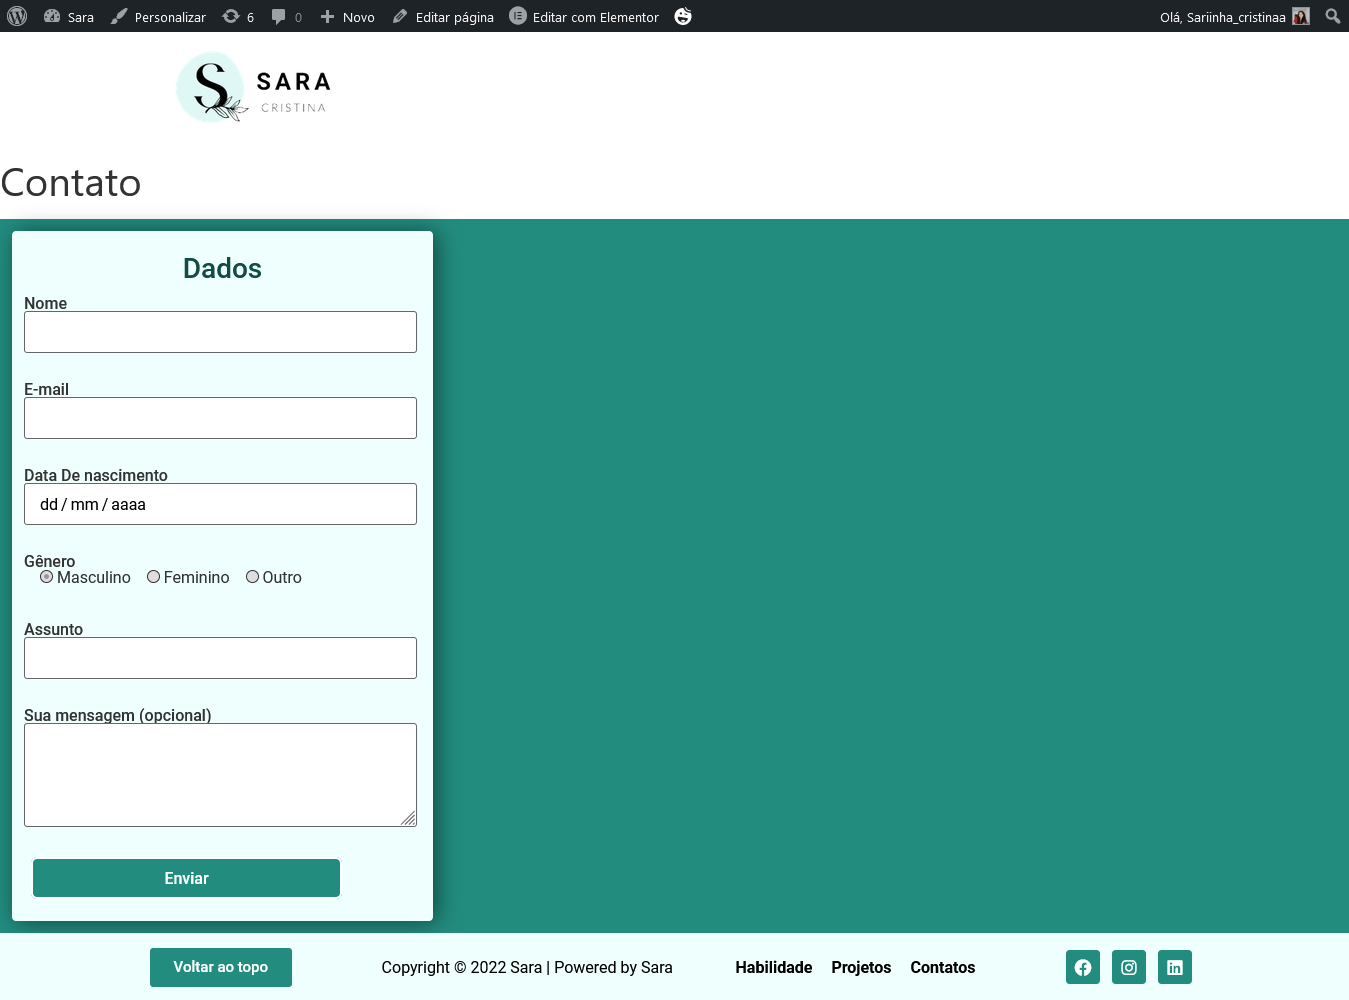 Sara Personalizar 6 0 Novo Editar página Editar com Elementor Olá, Sariinha_cristinaa
S SARA
CRISTINA
Contato
Dados
Nome
E-mail
Data De nascimento
dd / mm / aaaa
Gênero
Masculino Feminino Outro
Assunto
Sua mensagem (opcional)
Enviar
Voltar ao topo Copyright © 2022 Sara | Powered by Sara Habilidade Projetos Contatos